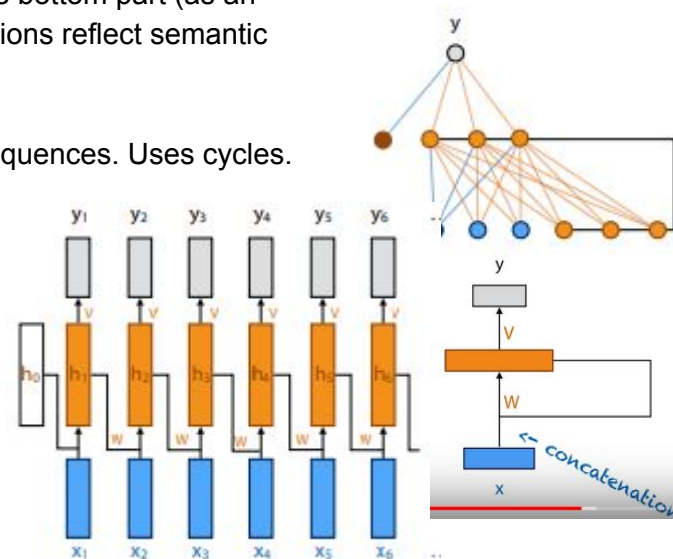 s bottom part (as an
tions reflect semantic
quences. Uses cycles.
y
y₁ y₂ y₃ y₄ y₅ y₆
V V V V V V
h₀ h₁ h₂ h₃ h₄ h₅ h₆
W W W W W
x₁ x₂ x₃ x₄ x₅ x₆
y
V
W
<- concatenation
x